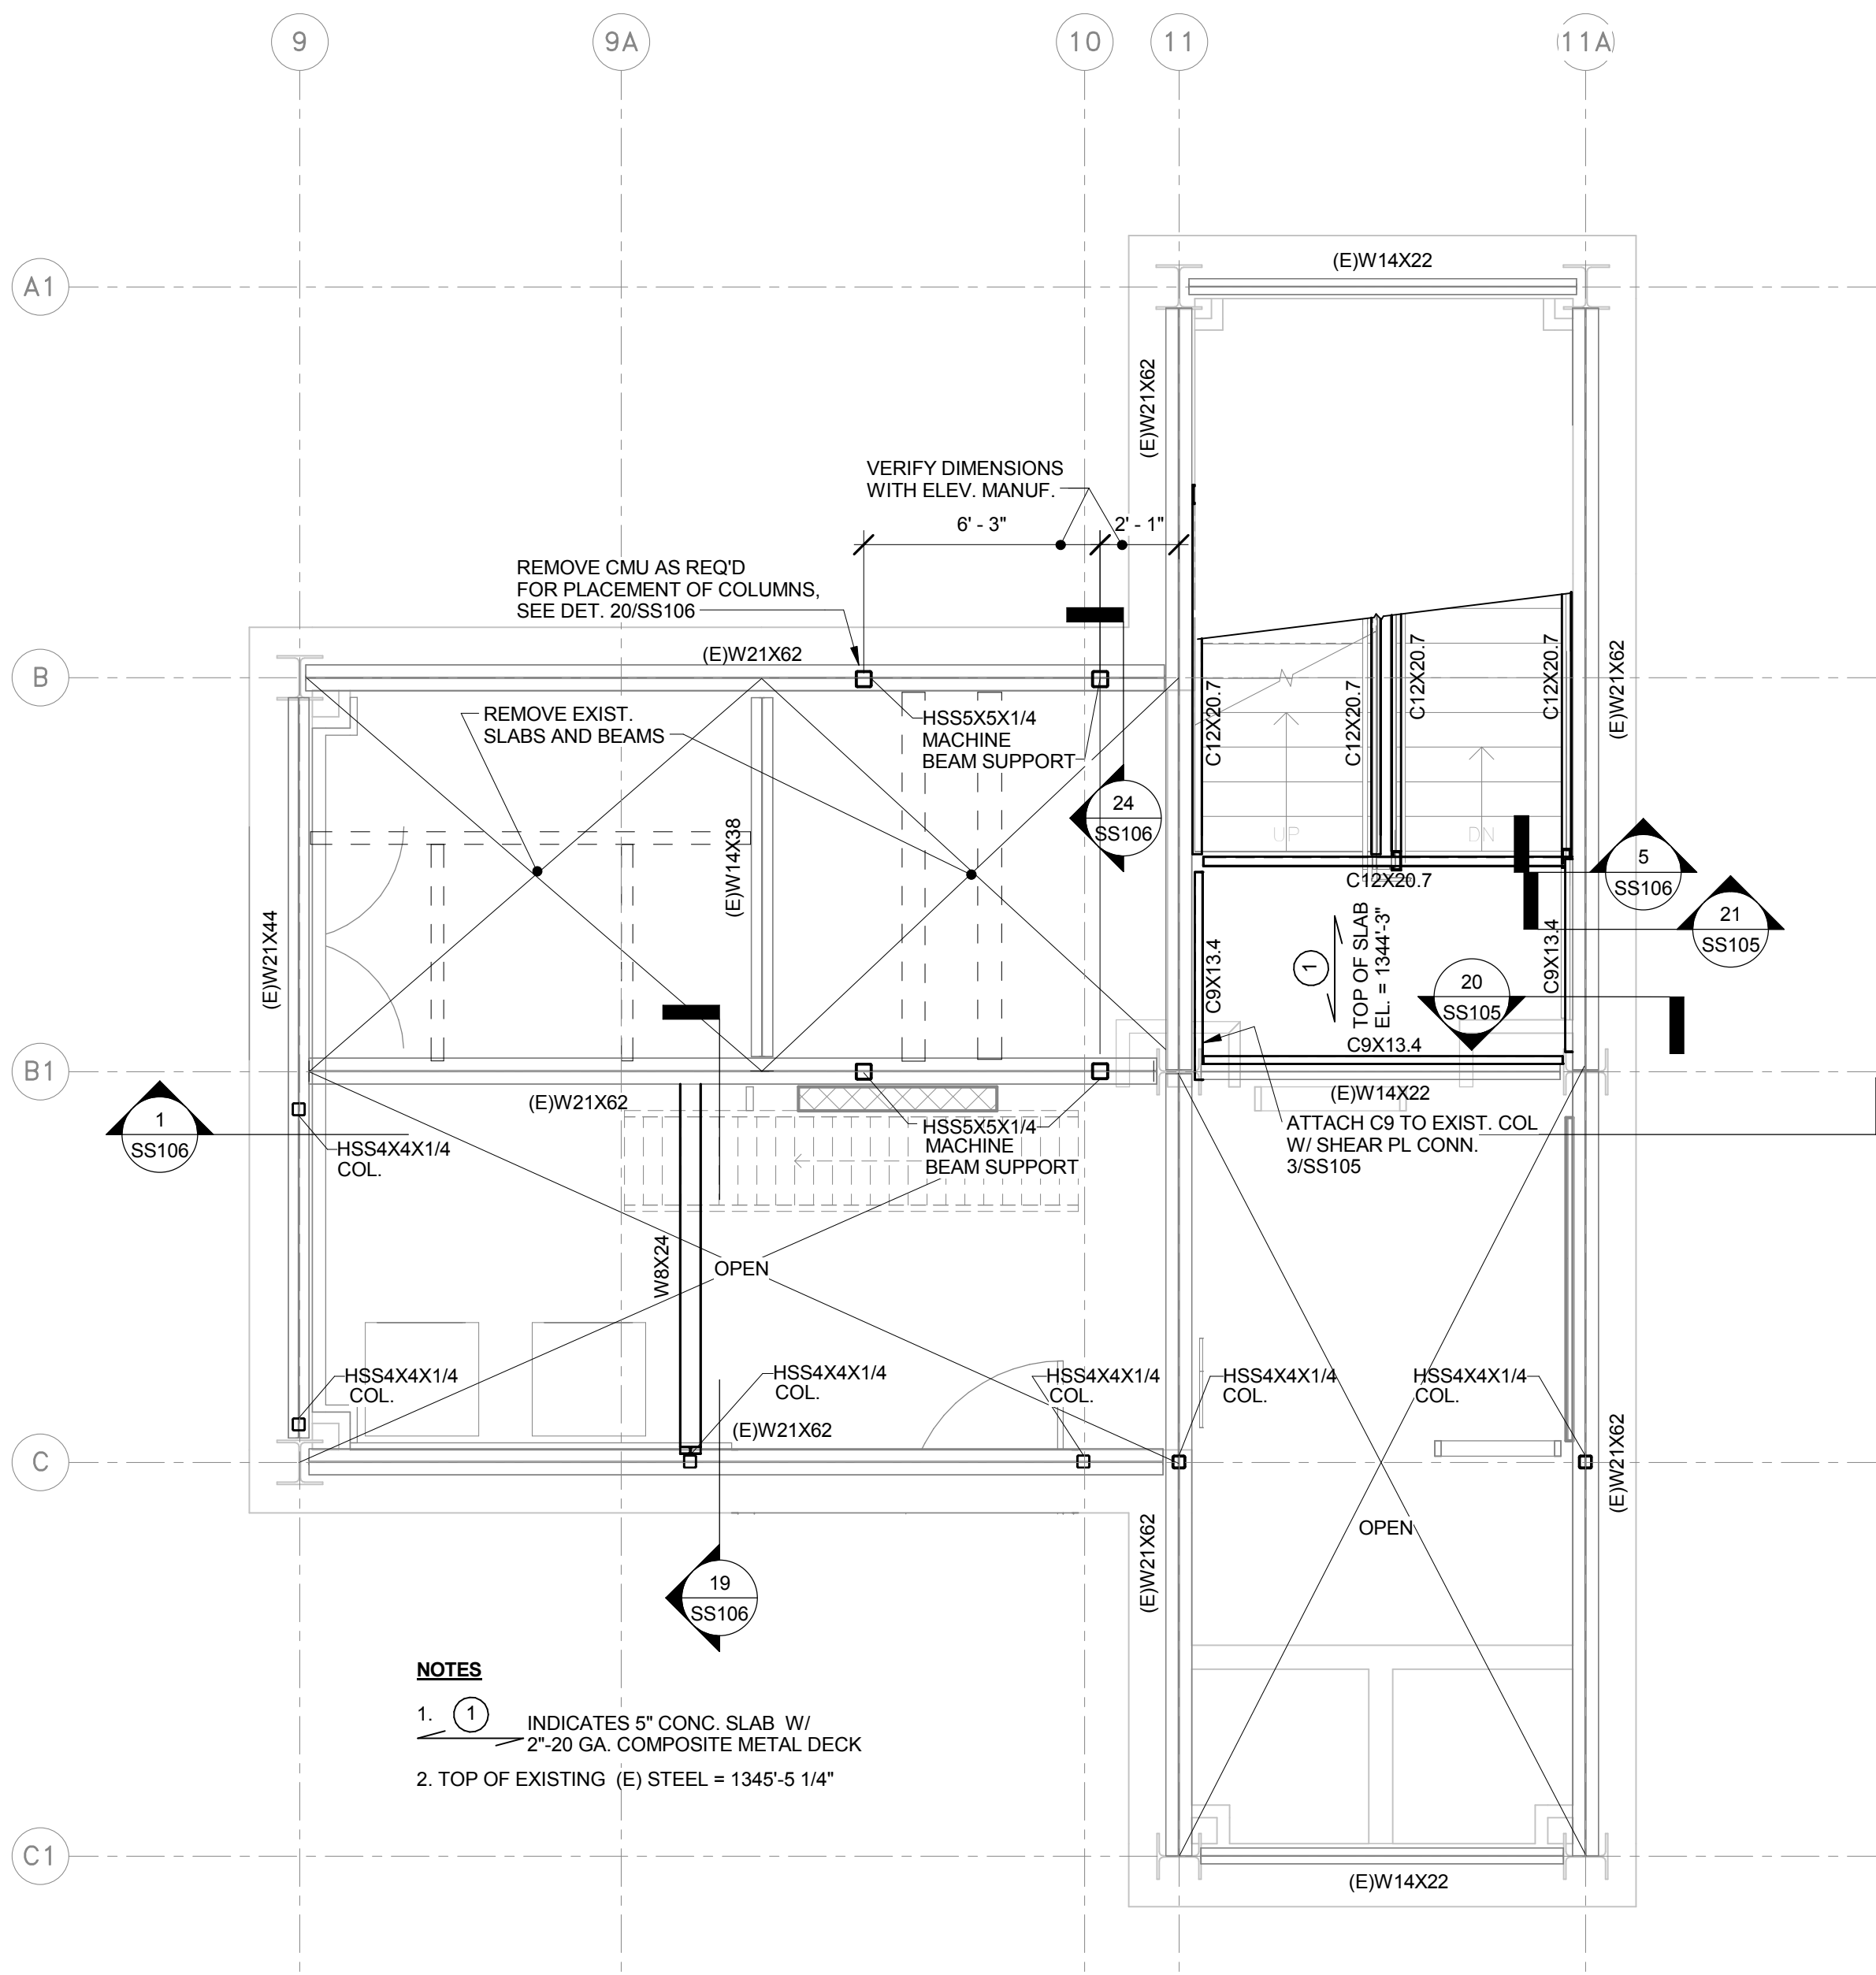 9
9A
10
11
11A
A1
B
B1
C
C1
(E)W14X22
(E)W21X62
VERIFY DIMENSIONS
WITH ELEV. MANUF.
6' - 3"
2' - 1"
REMOVE CMU AS REQ'D
FOR PLACEMENT OF COLUMNS,
SEE DET. 20/SS106
(E)W21X62
REMOVE EXIST.
SLABS AND BEAMS
HSS5X5X1/4
MACHINE
BEAM SUPPORT
C12X20.7
C12X20.7
C12X20.7
C12X20.7
(E)W21X62
24
SS106
UP
DN
(E)W14X38
(E)W21X44
C12X20.7
5
SS106
21
SS105
C9X13.4
1
TOP OF SLAB
EL. = 1344'-3"
C9X13.4
20
SS105
C9X13.4
(E)W14X22
(E)W21X62
1
SS106
HSS4X4X1/4
COL.
HSS5X5X1/4
MACHINE
BEAM SUPPORT
ATTACH C9 TO EXIST. COL
W/ SHEAR PL CONN.
3/SS105
W8X24
OPEN
HSS4X4X1/4
COL.
HSS4X4X1/4
COL.
HSS4X4X1/4
COL.
HSS4X4X1/4
COL.
HSS4X4X1/4
COL.
(E)W21X62
(E)W21X62
(E)W21X62
OPEN
19
SS106
NOTES
1. 1 INDICATES 5" CONC. SLAB W/
2"-20 GA. COMPOSITE METAL DECK
2. TOP OF EXISTING (E) STEEL = 1345'-5 1/4"
(E)W14X22